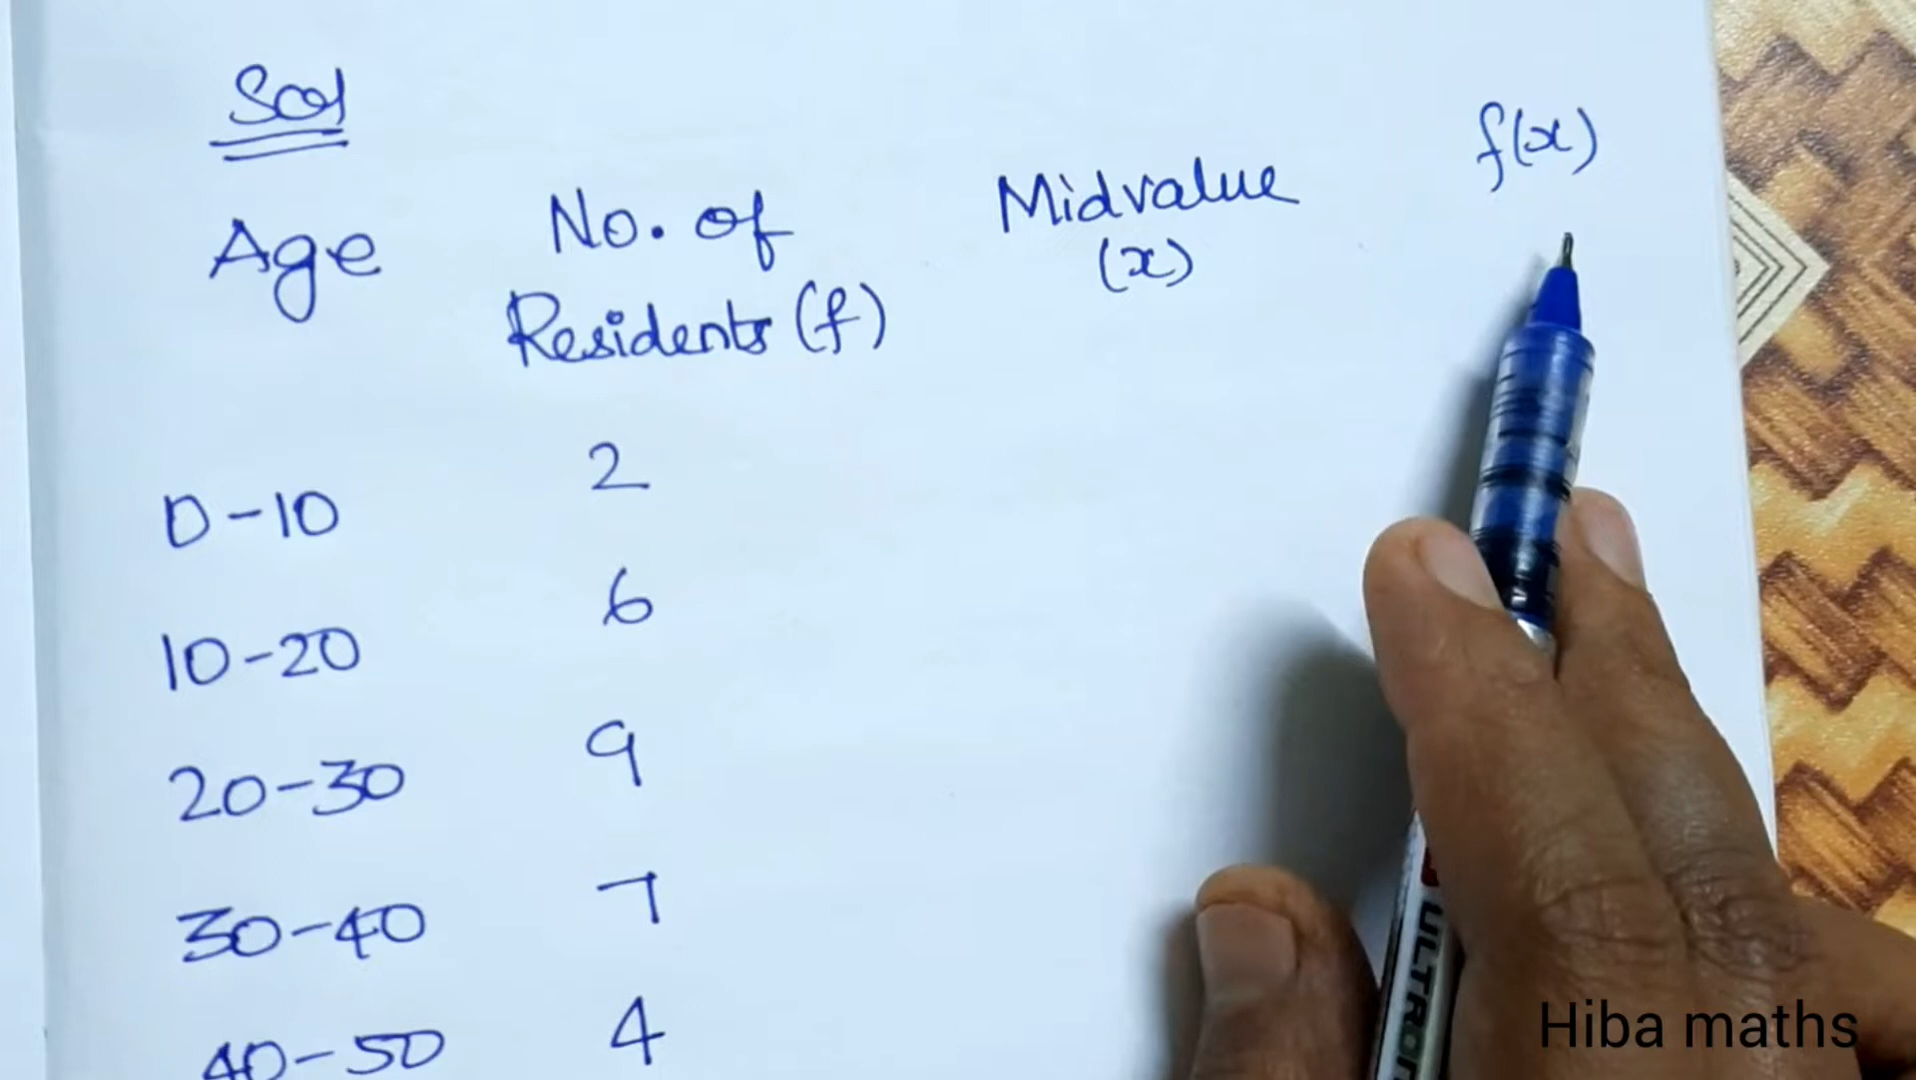 Sol
Age No. of Residents (f) Midvalue (x) f(x)
0-10 2
10-20 6
20-30 9
30-40 7
40-50 4
ULTRON
Hiba maths